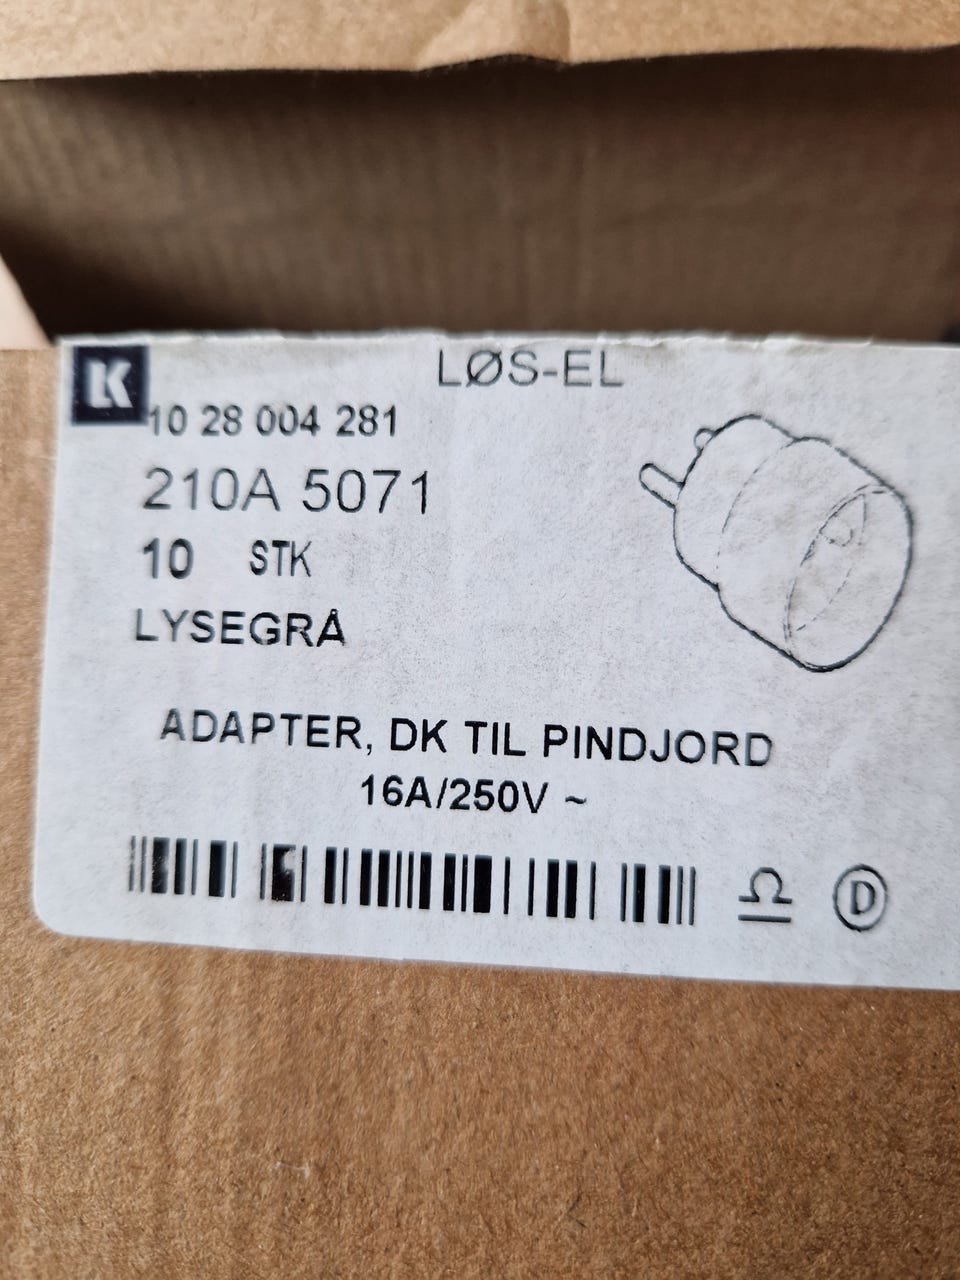 LØS-EL
K
10 28 004 281
210A 5071
10 STK
LYSEGRÅ
ADAPTER, DK TIL PINDJORD
16A/250V ~
D